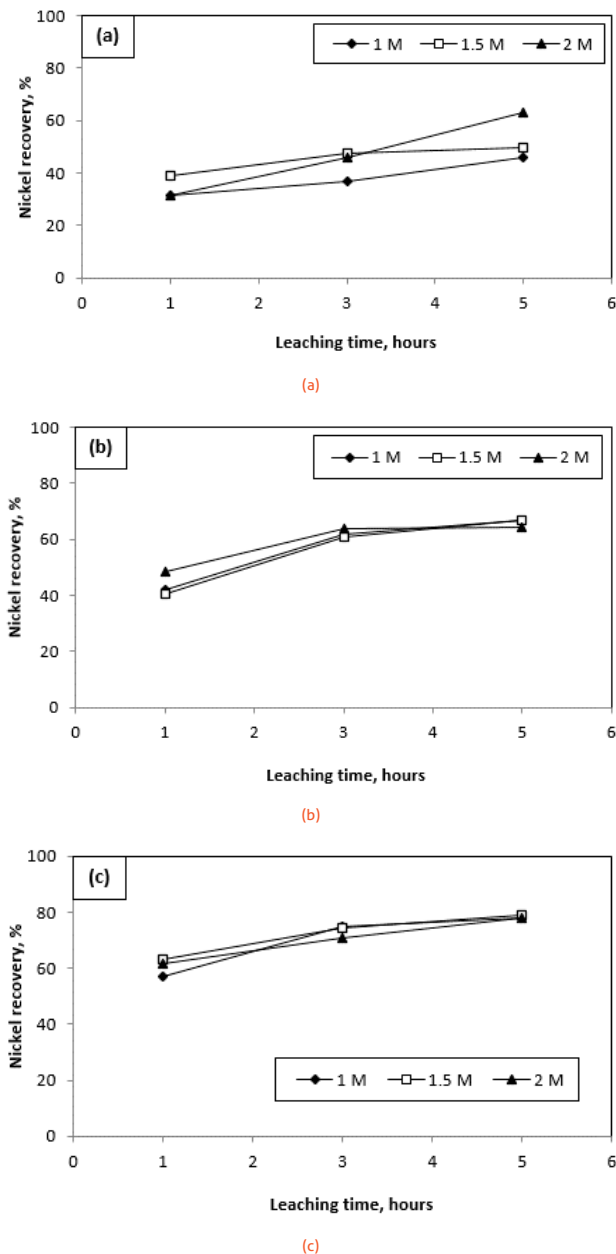 100
(a)
1 M 1.5 M 2 M
80
60
40
20
0
Nickel recovery, %
0 1 2 3 4 5 6
Leaching time, hours
(a)
100
(b)
1 M 1.5 M 2 M
80
60
40
20
0
Nickel recovery, %
0 1 2 3 4 5 6
Leaching time, hours
(b)
100
(c)
80
60
40
20
0
Nickel recovery, %
1 M 1.5 M 2 M
0 1 2 3 4 5 6
Leaching time, hours
(c)